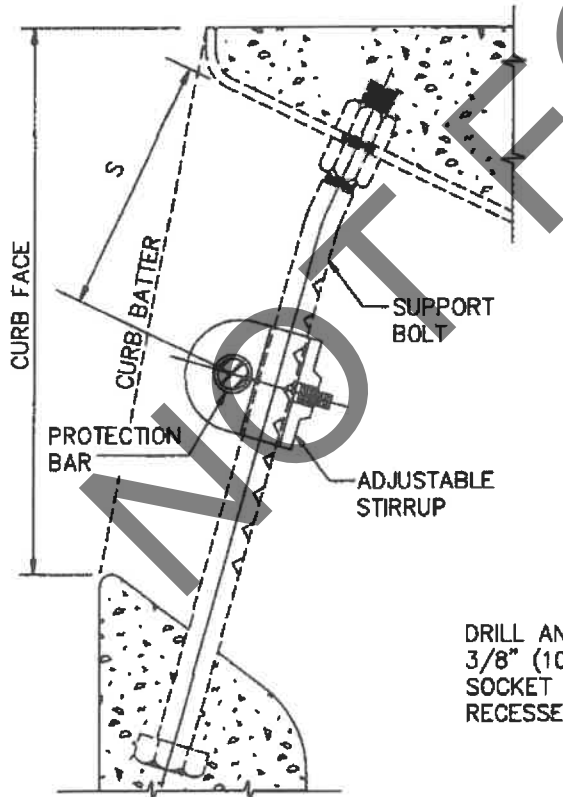 S
CURB FACE
CURB BATTER
SUPPORT
BOLT
PROTECTION
BAR
ADJUSTABLE
STIRRUP
DRILL AN
3/8" (10
SOCKET
RECESSE
NOT F